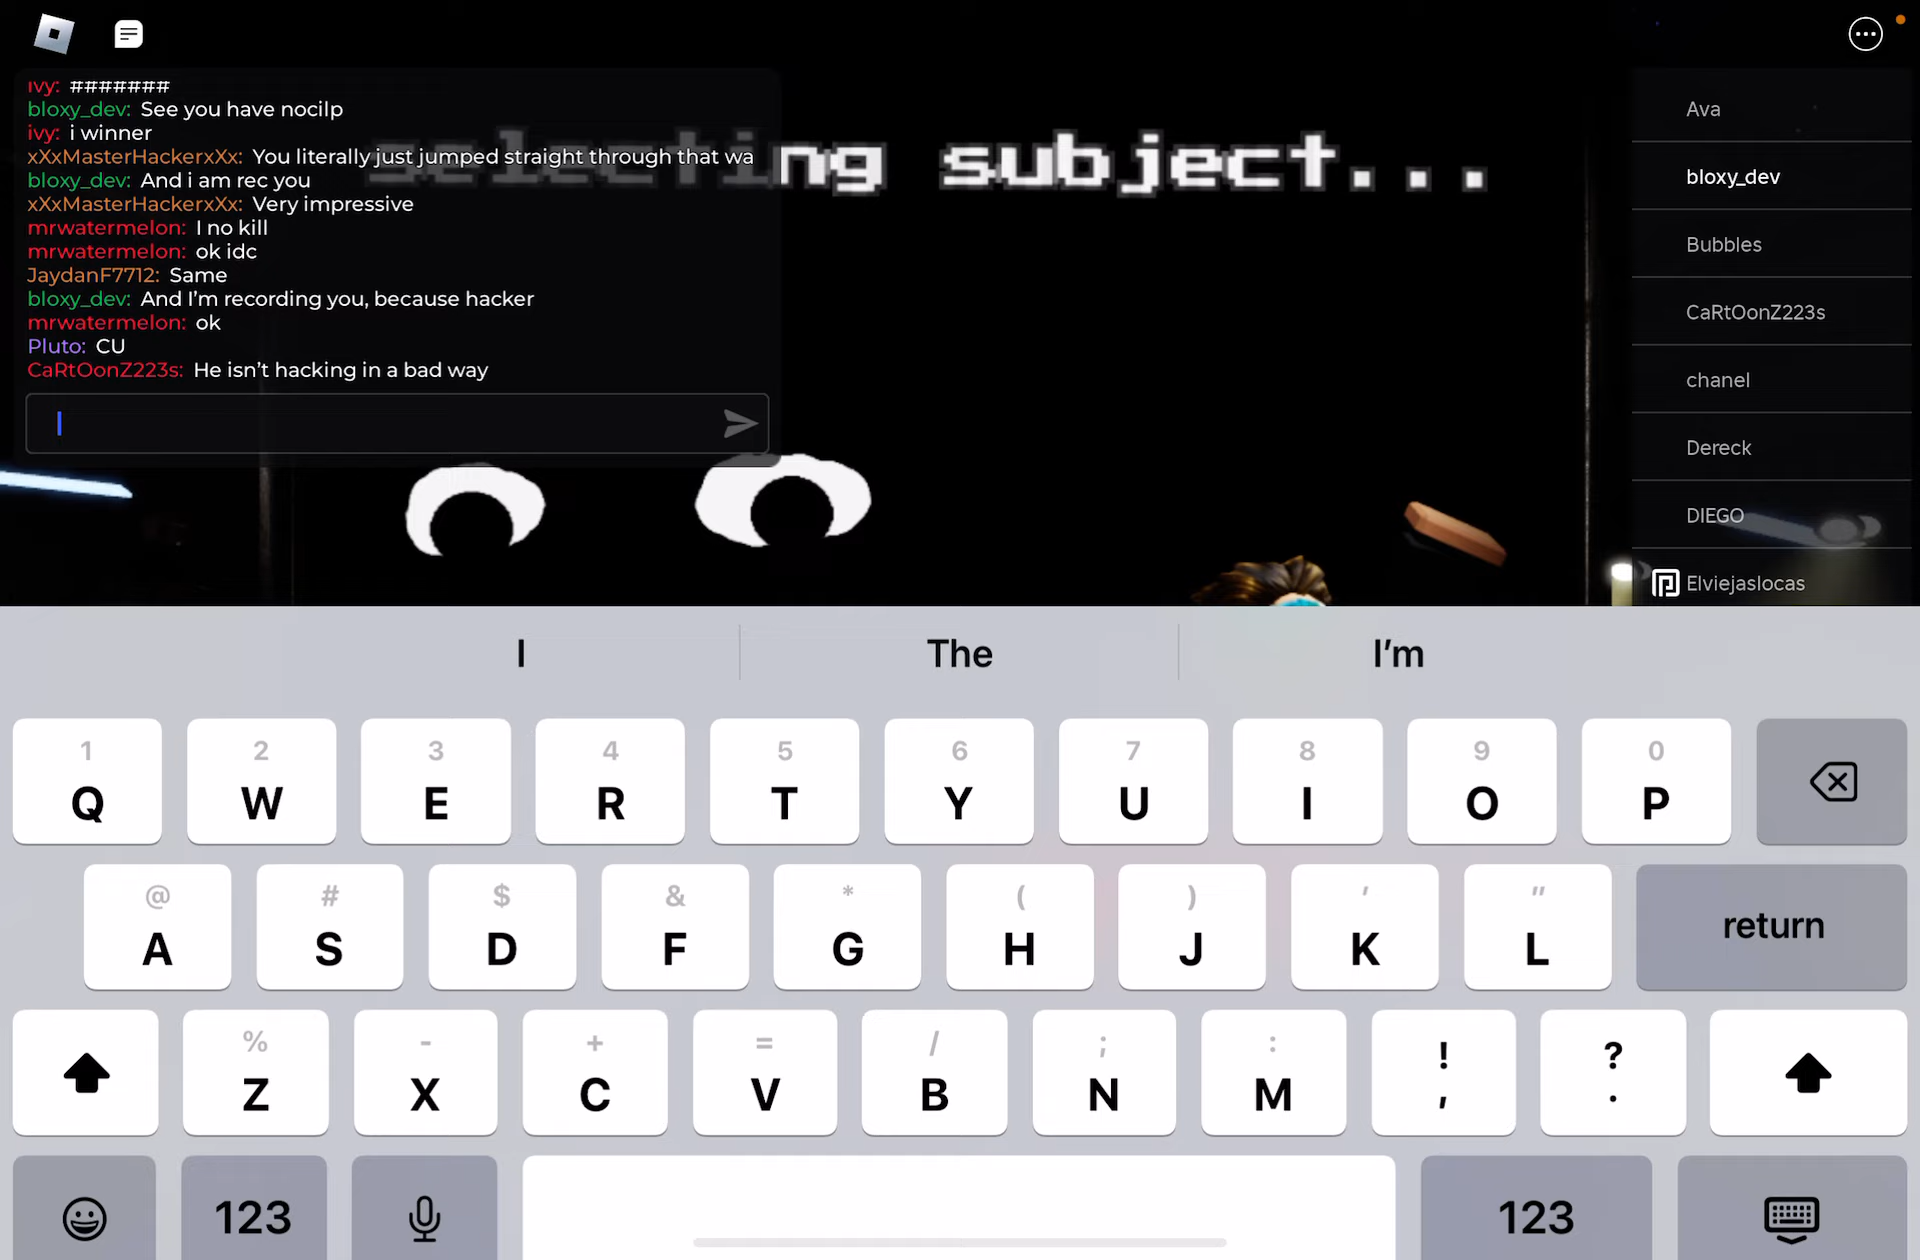 ivy: #######
bloxy_dev: See you have nocilp
ivy: i winner
xXxMasterHackerxXx: You literally just jumped straight through that wa
bloxy_dev: And i am rec you
xXxMasterHackerxXx: Very impressive
mrwatermelon: I no kill
mrwatermelon: ok idc
JaydanF7712: Same
bloxy_dev: And I'm recording you, because hacker
mrwatermelon: ok
Pluto: CU
CaRtOonZ223s: He isn't hacking in a bad way
selecting subject...
Ava
bloxy_dev
Bubbles
CaRtOonZ223s
chanel
Dereck
DIEGO
Elviejaslocas
I The I'm
1 2 3 4 5 6 7 8 9 0
Q W E R T Y U I O P
@ # $ & * ( ) ' "
A S D F G H J K L return
% - + = / ; : ! ?
Z X C V B N M , .
123 123